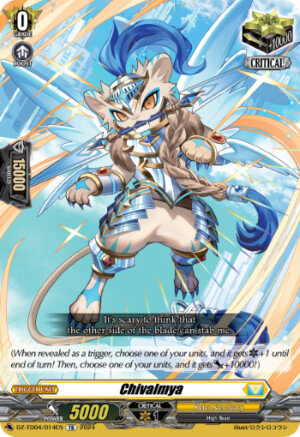 0
GRADE
BOOST
+10000
CRITICAL
15000
SHIELD
It's scary to think that
the other side of the blade can stab me.
(When revealed as a trigger, choose one of your units, and it gets +1 until
end of turn! Then, choose one of your units, and it gets +10000!)
TRIGGER UNIT
Chivalmya
DZ-TD04/014EN 2024
POWER
5000
CRITICAL
1
High Beast